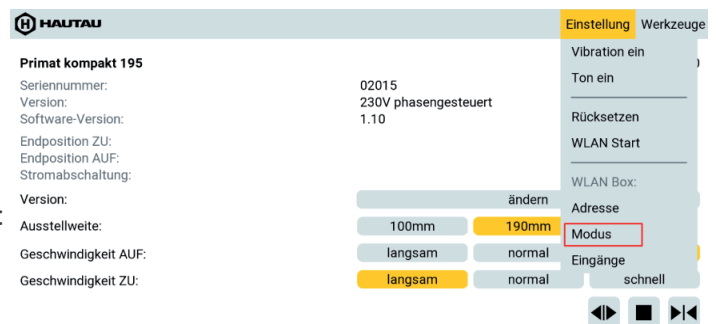 HAUTAU
Einstellung Werkzeuge
Primat kompakt 195
Seriennummer: 02015
Version: 230V phasengesteuert
Software-Version: 1.10
Endposition ZU:
Endposition AUF:
Stromabschaltung:
Version: ändern
Ausstellweite: 100mm 190mm
Geschwindigkeit AUF: langsam normal
Geschwindigkeit ZU: langsam normal schnell
Vibration ein
Ton ein
Rücksetzen
WLAN Start
WLAN Box:
Adresse
Modus
Eingänge